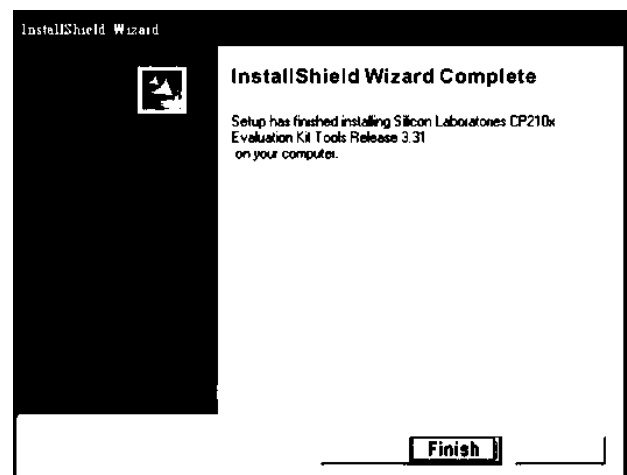 InstallShield Wizard
InstallShield Wizard Complete
Setup has finished installing Silicon Laboratories CP210x
Evaluation Kit Tools Release 3.31
on your computer.
Finish